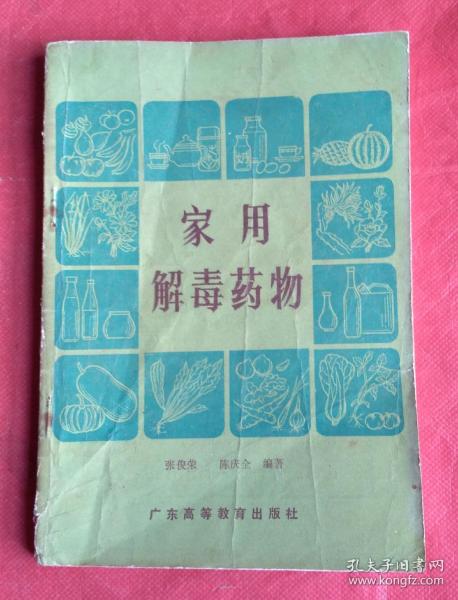 家用
解毒药物
张俊荣 陈庆全 编著
广东高等教育出版社
孔夫子旧书网
www.kongfz.com